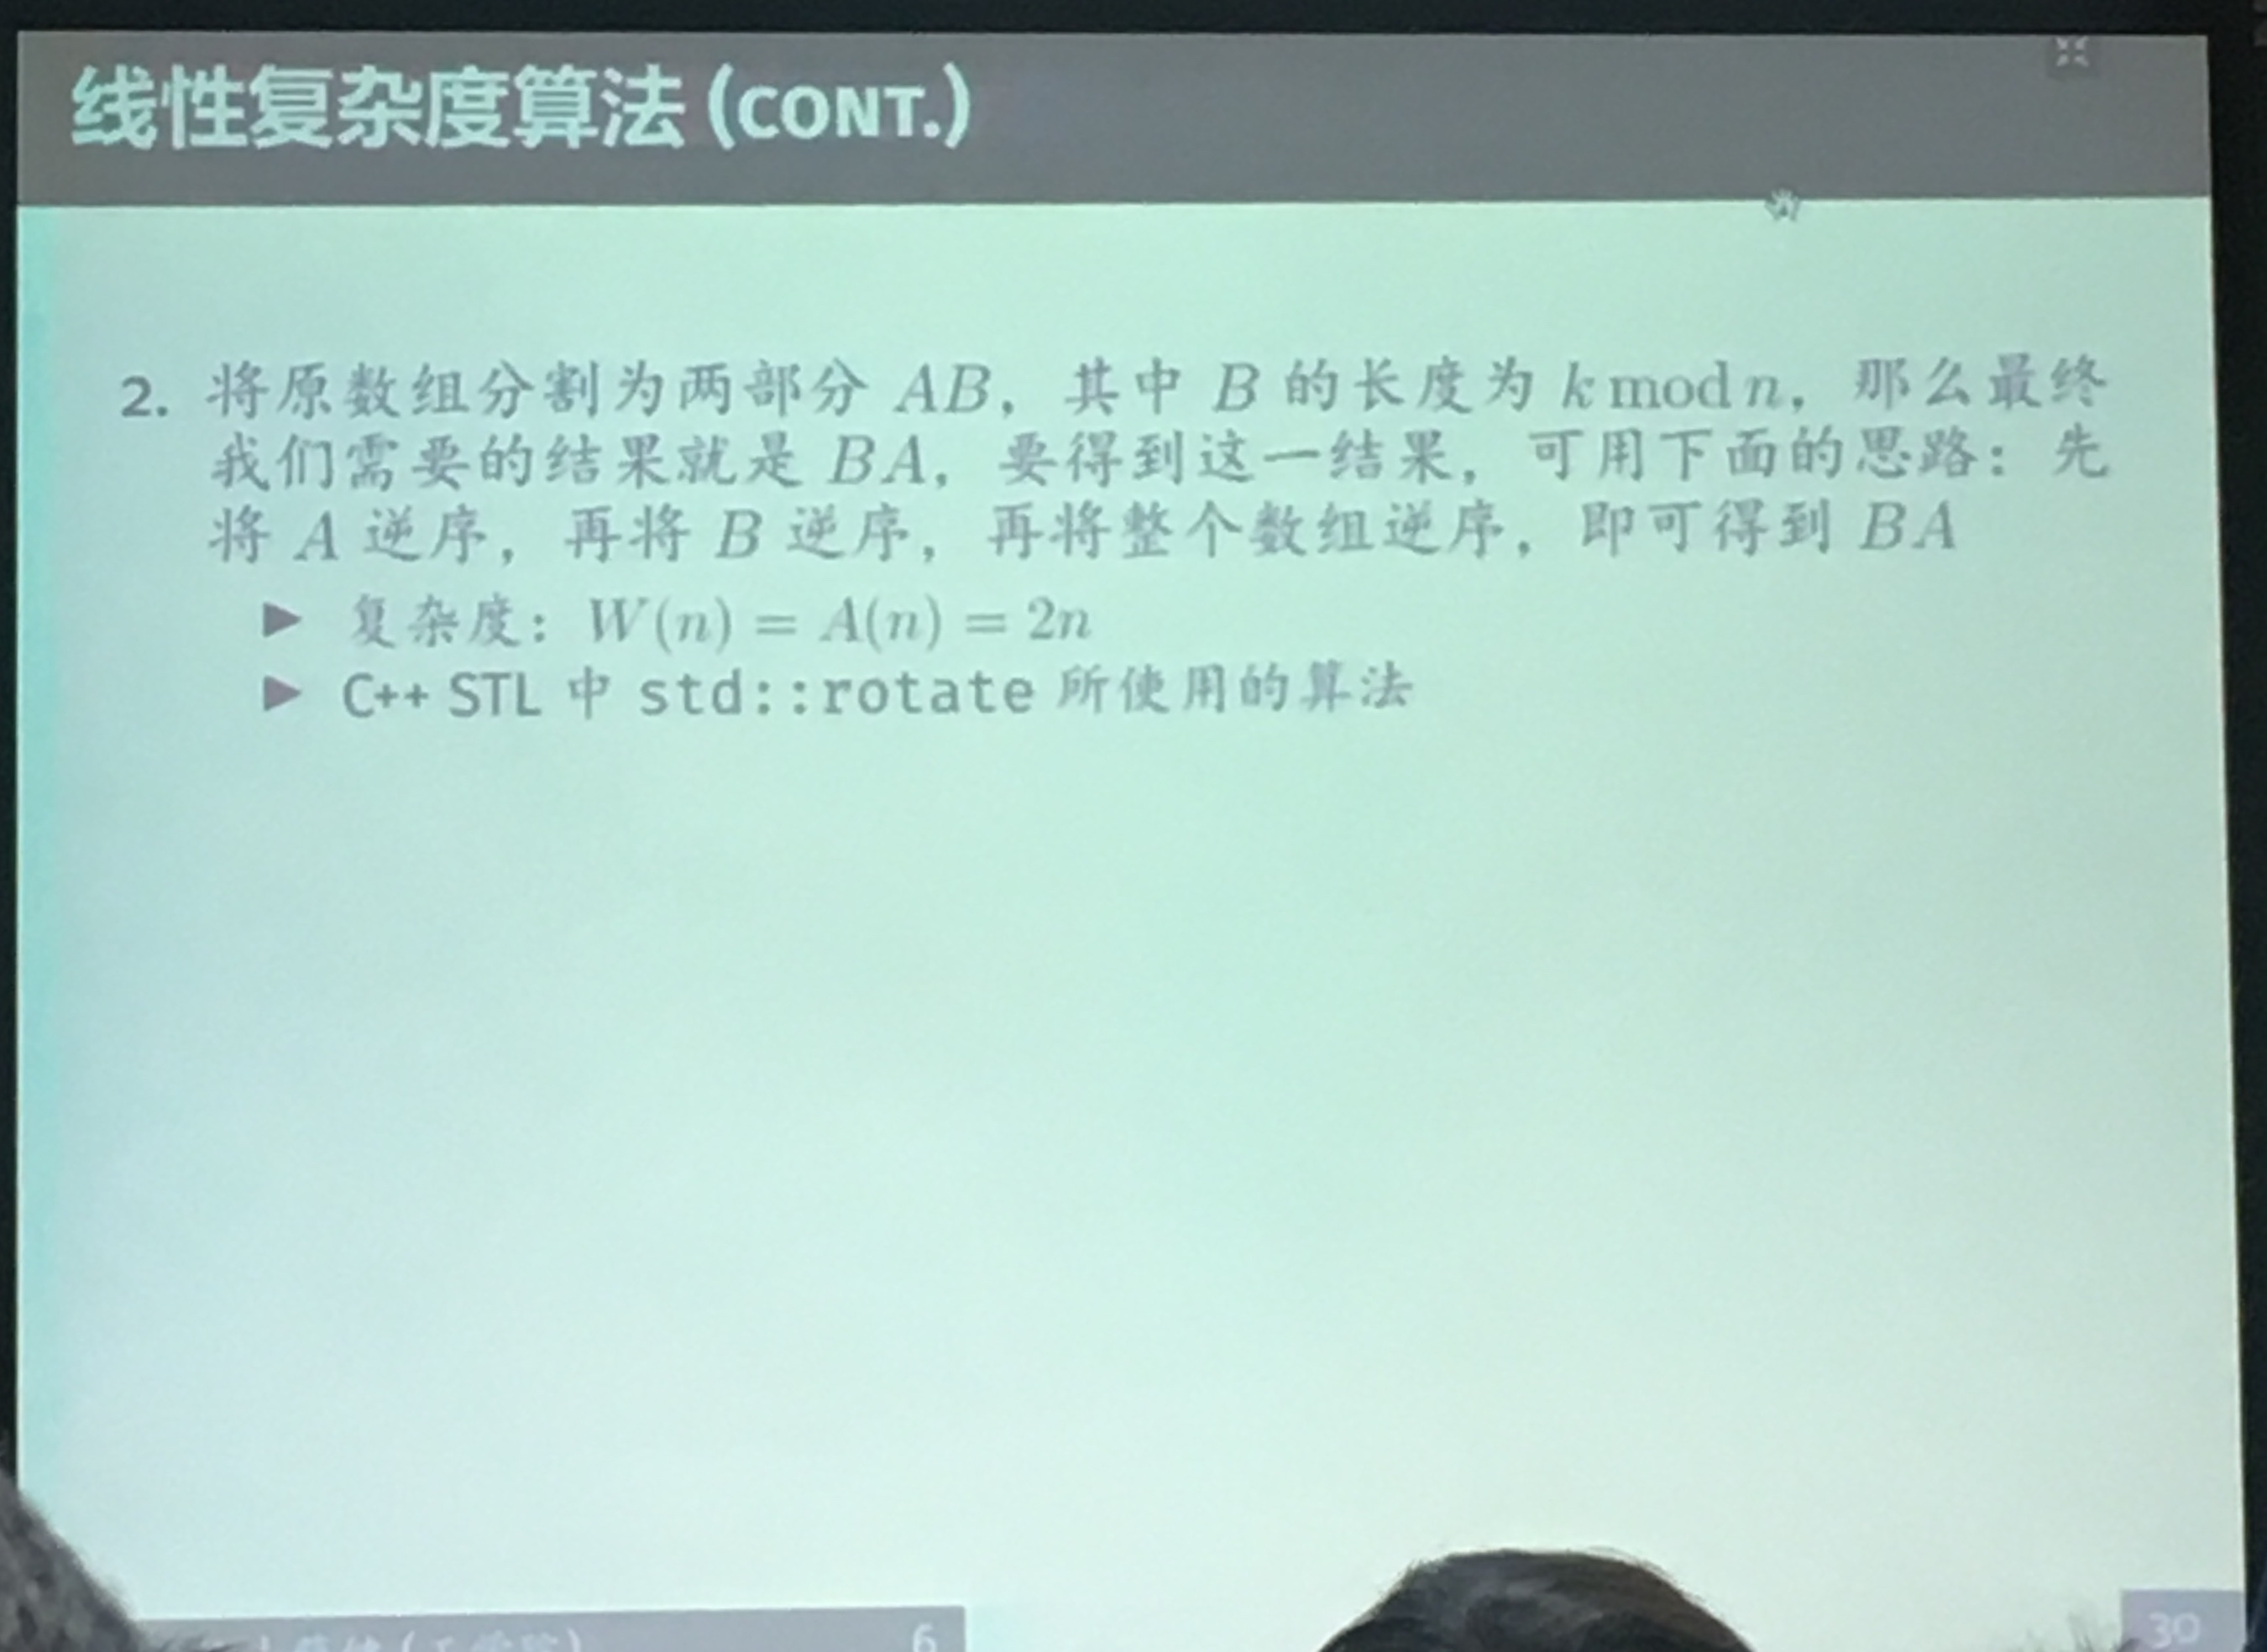 线性复杂度算法 (CONT.)
2. 将原数组分割为两部分 AB，其中 B 的长度为 k mod n，那么最终
我们需要的结果就是 BA，要得到这一结果，可用下面的思路：先
将 A 逆序，再将 B 逆序，再将整个数组逆序，即可得到 BA
▶ 复杂度：W(n) = A(n) = 2n
▶ C++ STL 中 std::rotate 所使用的算法
6
30